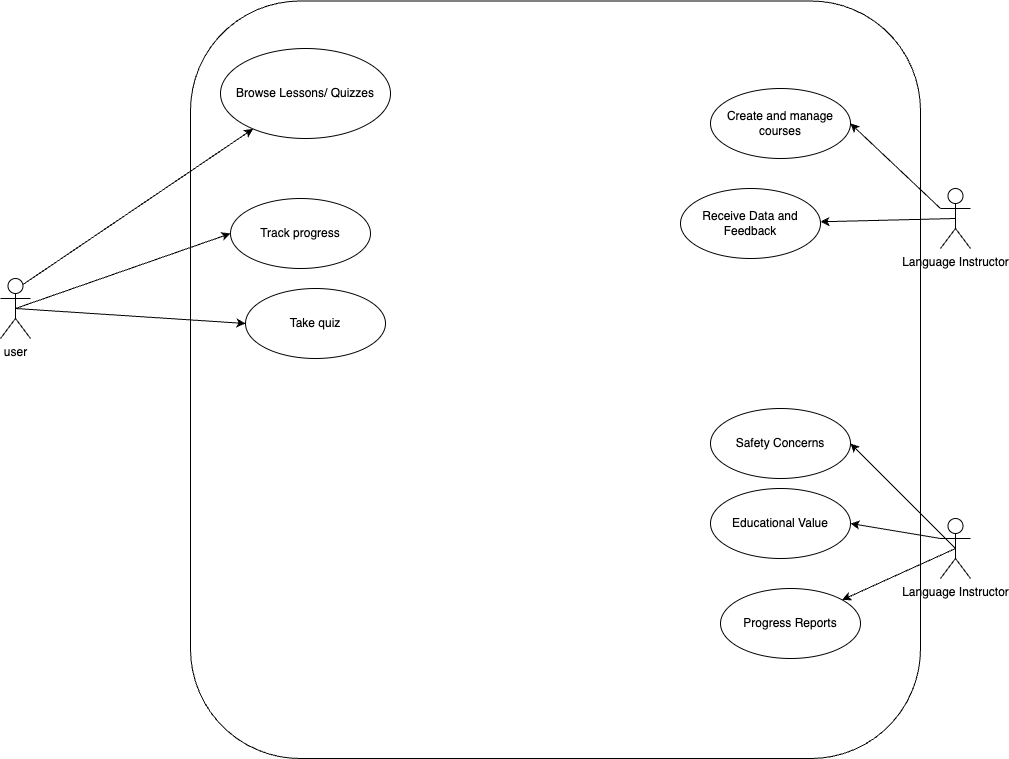 Browse Lessons/ Quizzes
Create and manage
courses
Track progress
Receive Data and
Feedback
Language Instructor
Take quiz
user
Safety Concerns
Educational Value
Language Instructor
Progress Reports